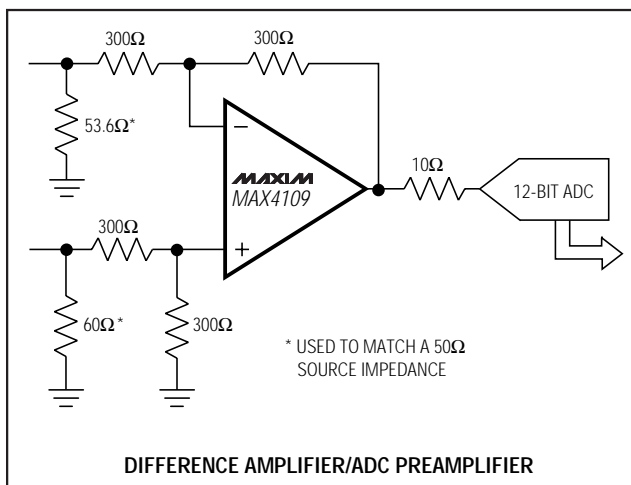 300Ω
300Ω
53.6Ω*
−
MAXIM
MAX4109
10Ω
12-BIT ADC
300Ω
+
60Ω*
300Ω
* USED TO MATCH A 50Ω
SOURCE IMPEDANCE
DIFFERENCE AMPLIFIER/ADC PREAMPLIFIER